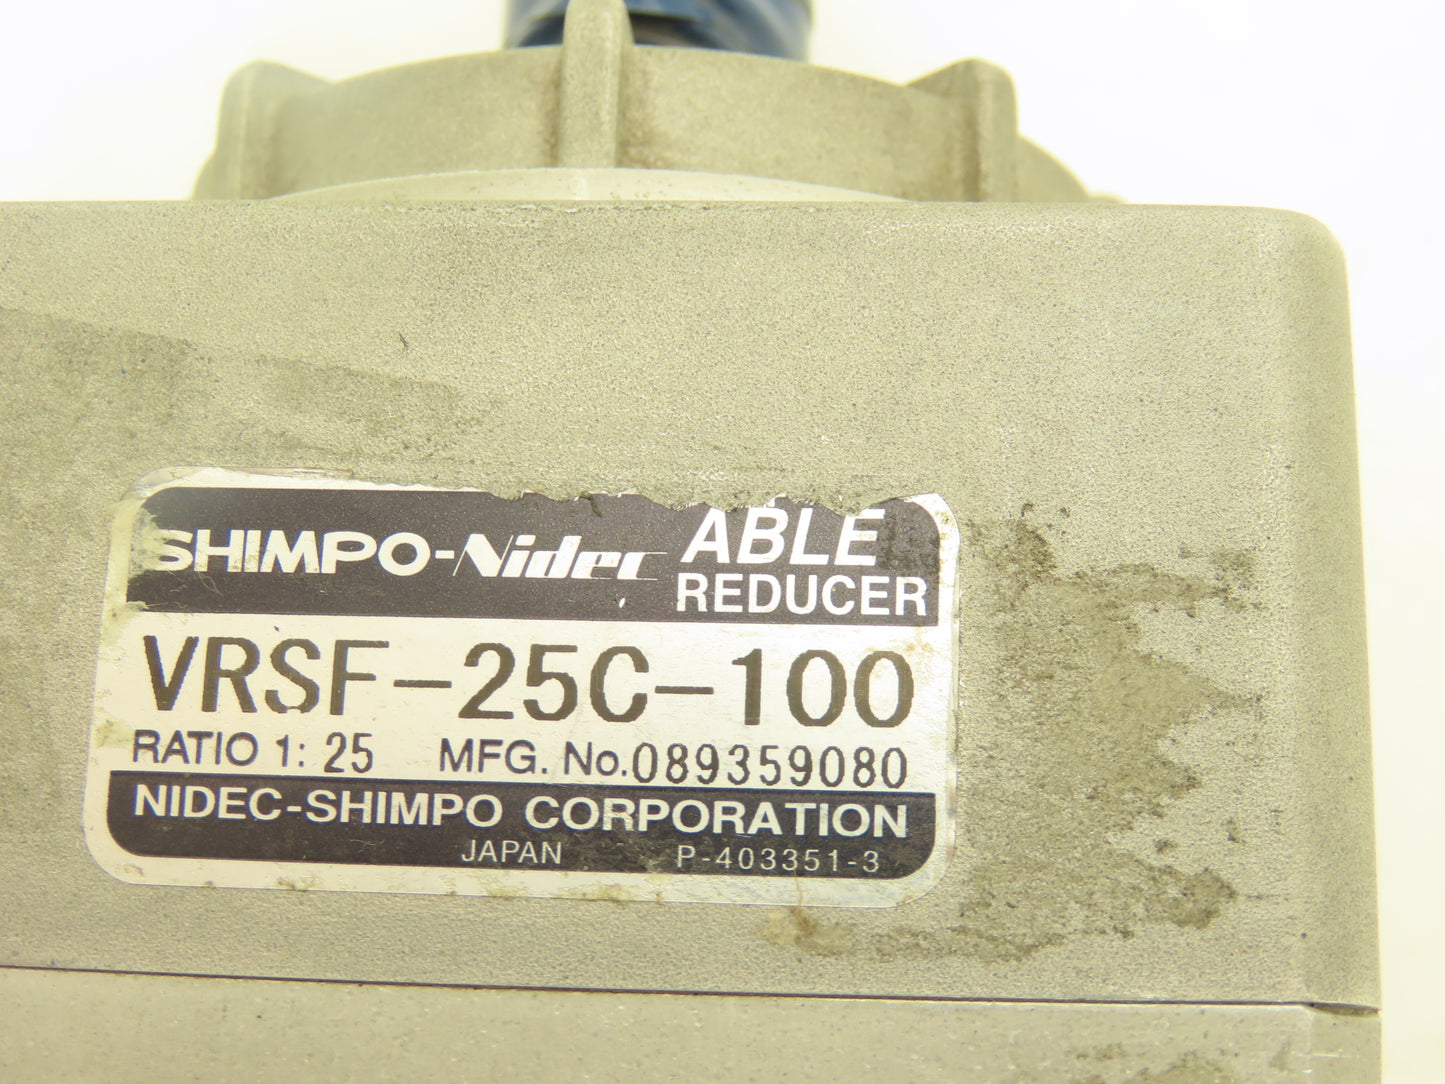 SHIMPO-Nidec ABLE
REDUCER
VRSF-25C-100
RATIO 1: 25 MFG. No.089359080
NIDEC-SHIMPO CORPORATION
JAPAN P-403351-3